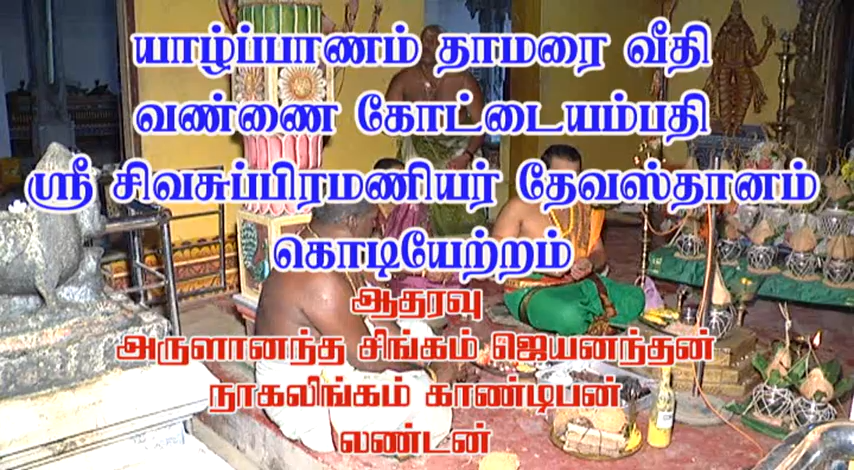 யாழ்ப்பாணம் தாமரை வீதி
வண்ணை கோட்டையம்பதி
ஸ்ரீ சிவசுப்பிரமணியர் தேவஸ்தானம்
கொடியேற்றம்
ஆதரவு
அருளானந்த சிங்கம் ஜெயனந்தன்
நாகலிங்கம் காண்டிபன்
லண்டன்